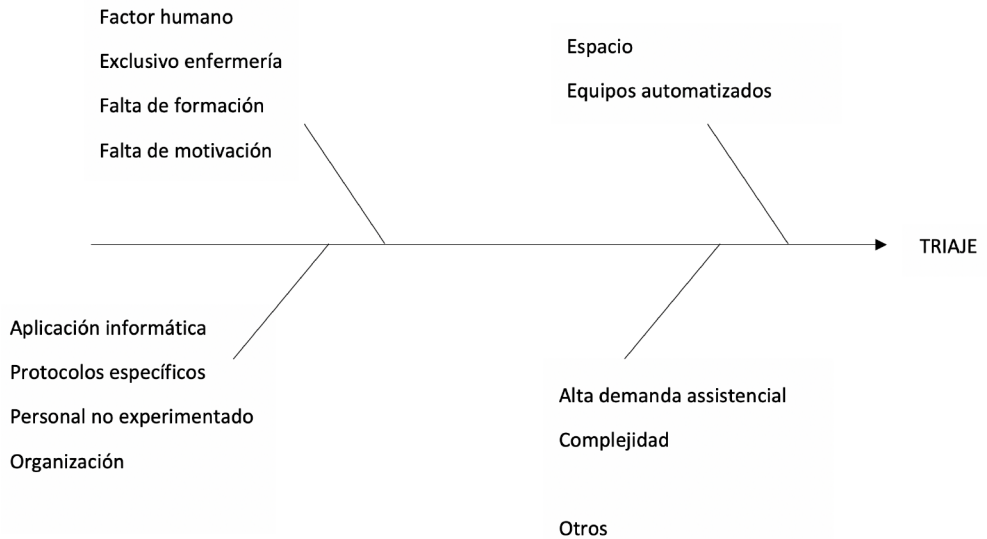 Factor humano
Exclusivo enfermería
Falta de formación
Falta de motivación
Espacio
Equipos automatizados
TRIAJE
Aplicación informática
Protocolos específicos
Personal no experimentado
Organización
Alta demanda assistencial
Complejidad
Otros